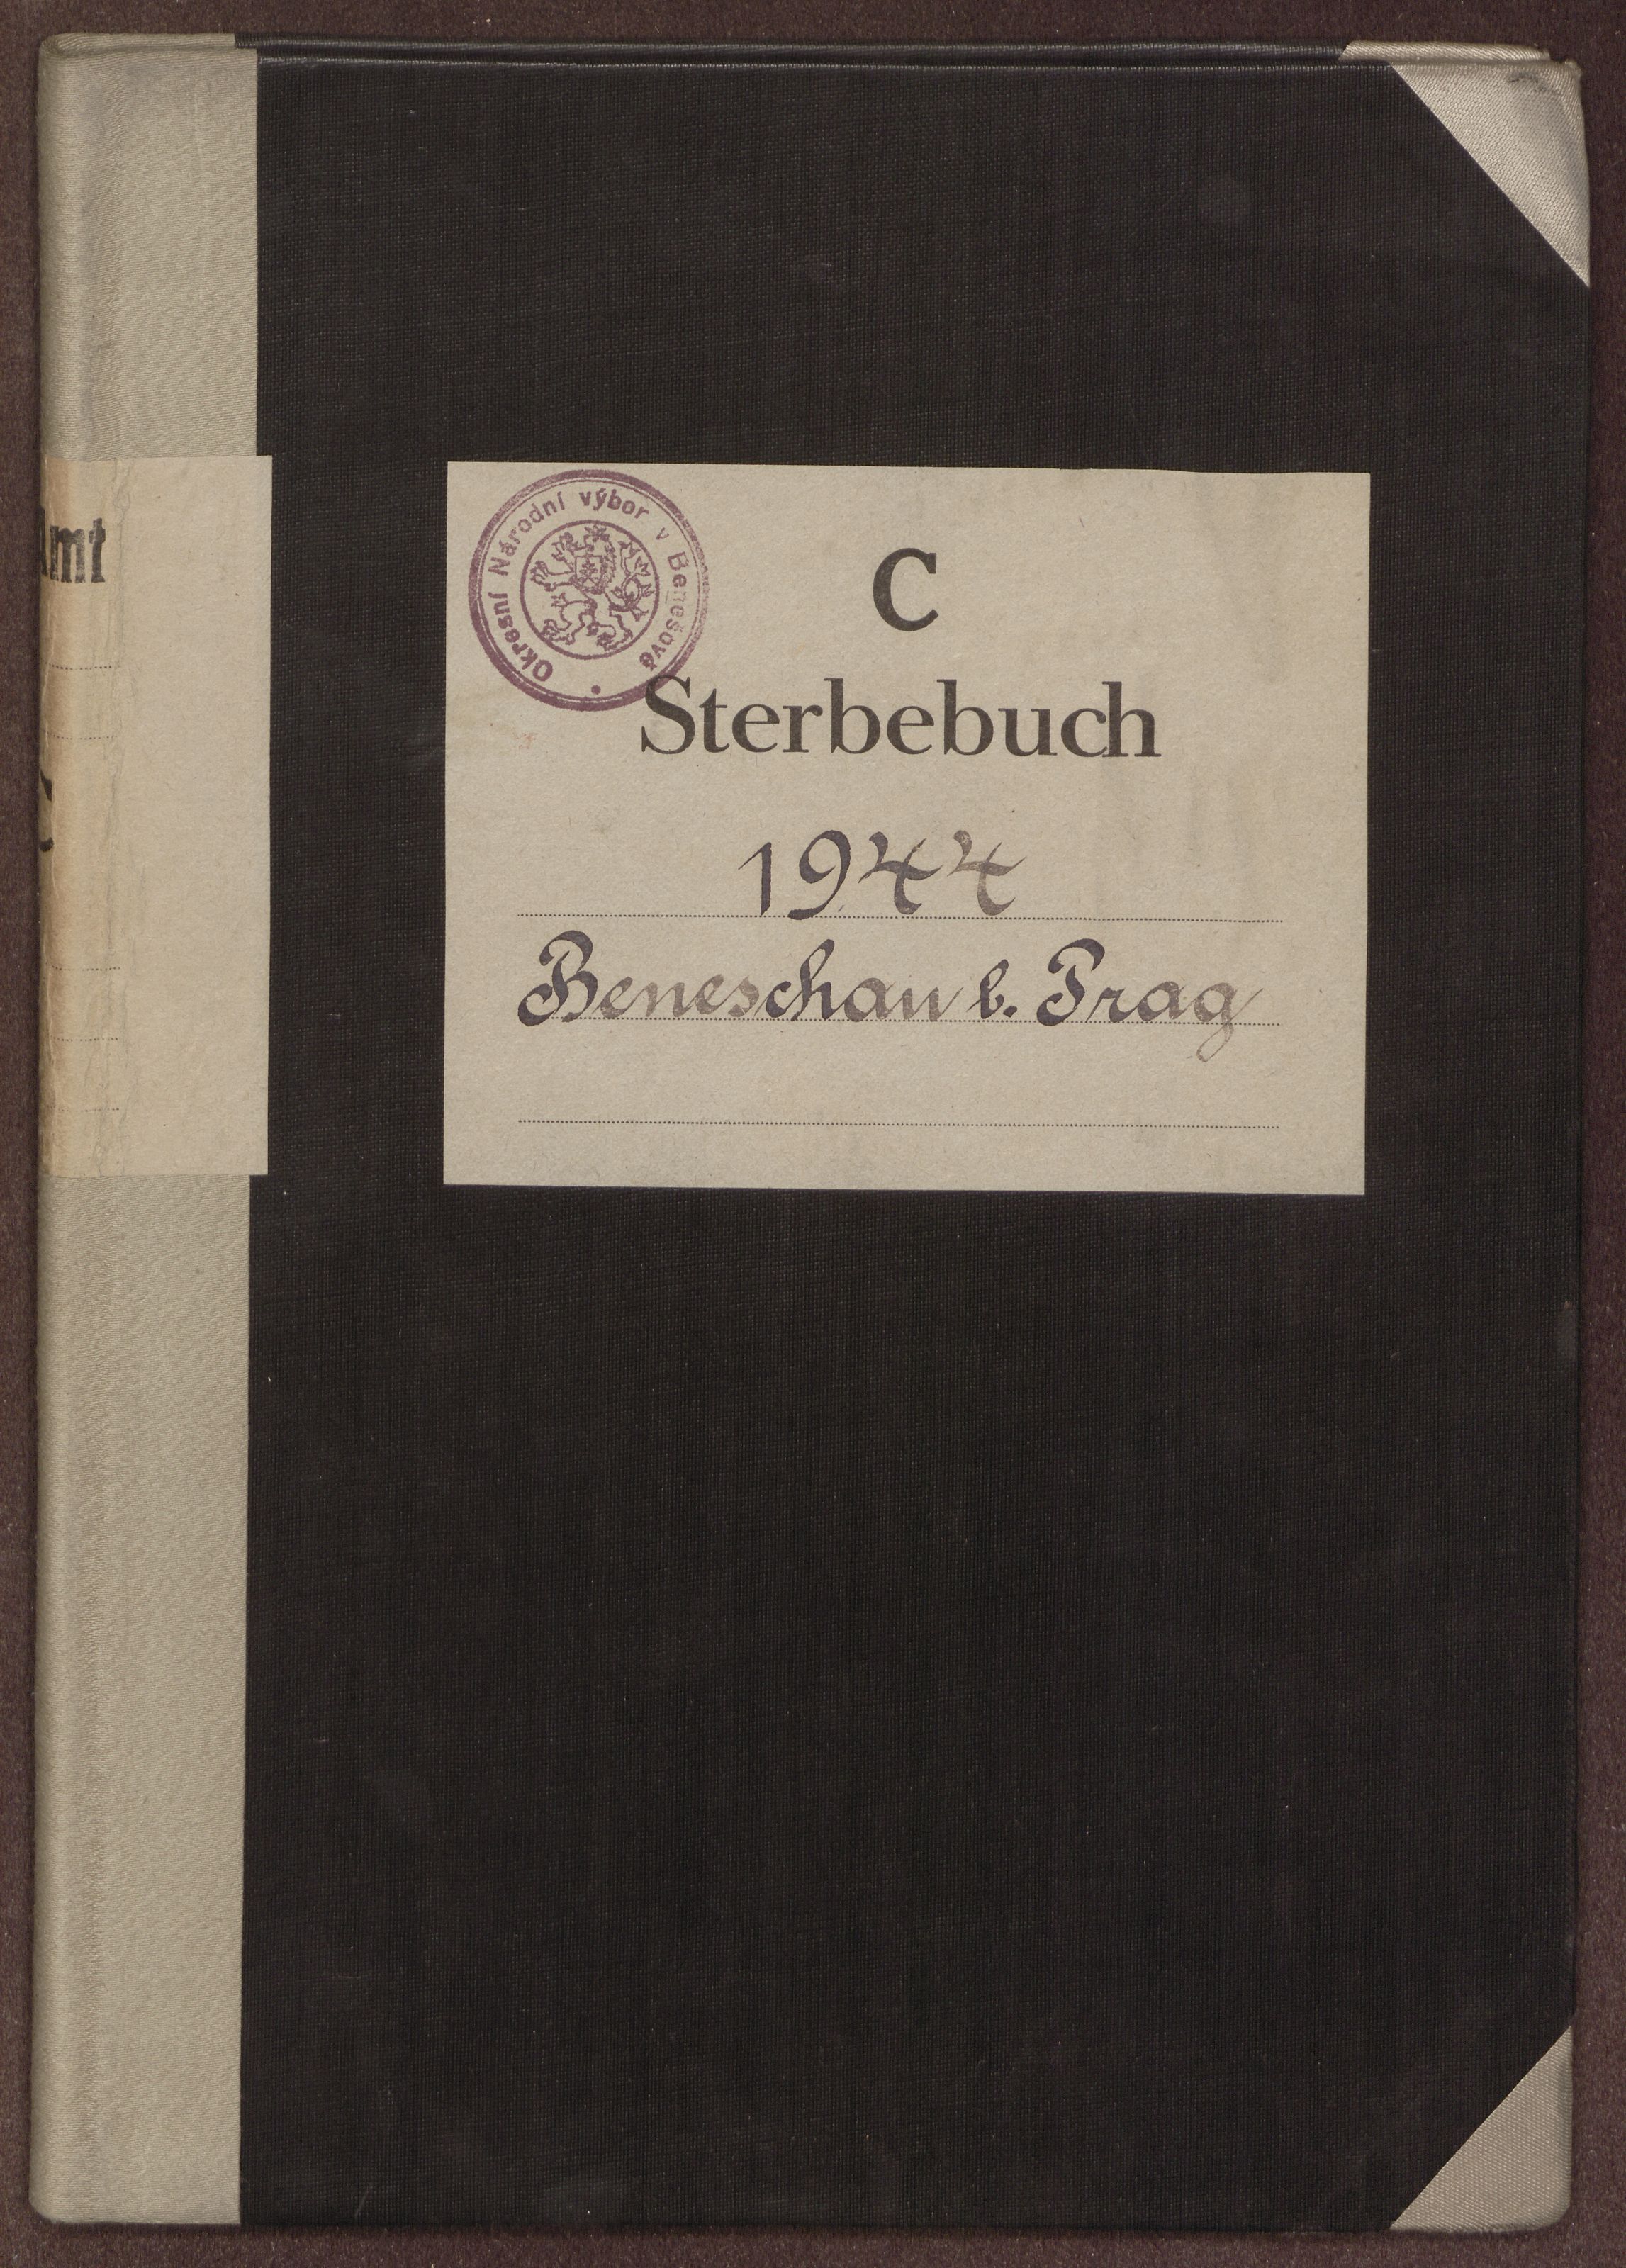 Okresní Národní výbor v Benešově
C
Sterbebuch
1944
Beneschau b. Prag
amt